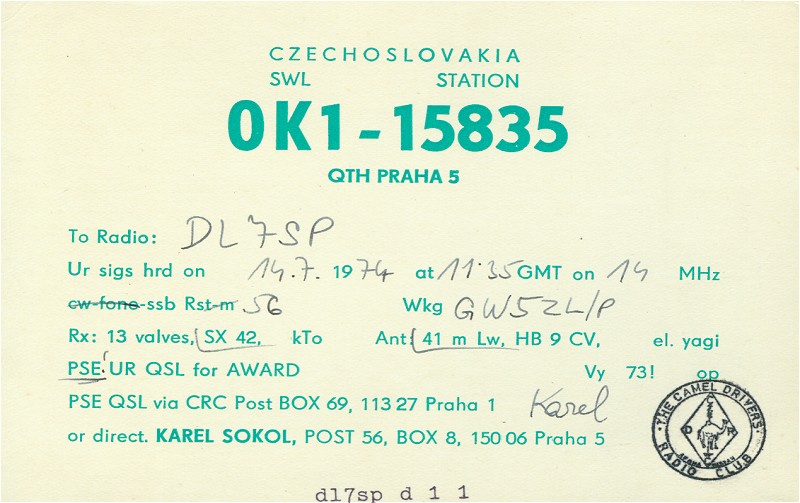 CZECHOSLOVAKIA
SWL STATION
OK1-15835
QTH PRAHA 5
To Radio: DL7SP
Ur sigs hrd on 14.7. 1974 at 11.35 GMT on 14 MHz
cw-fone-ssb Rst-m 56 Wkg GW5ZL/P
Rx: 13 valves, SX 42, kTo Ant: 41 m Lw, HB 9 CV, el. yagi
PSE! UR QSL for AWARD Vy 73! op
PSE QSL via CRC Post BOX 69, 113 27 Praha 1 Karel
or direct. KAREL SOKOL, POST 56, BOX 8, 150 06 Praha 5
THE CAMEL DRIVERS'
RADIO CLUB
dl7sp d 1 1